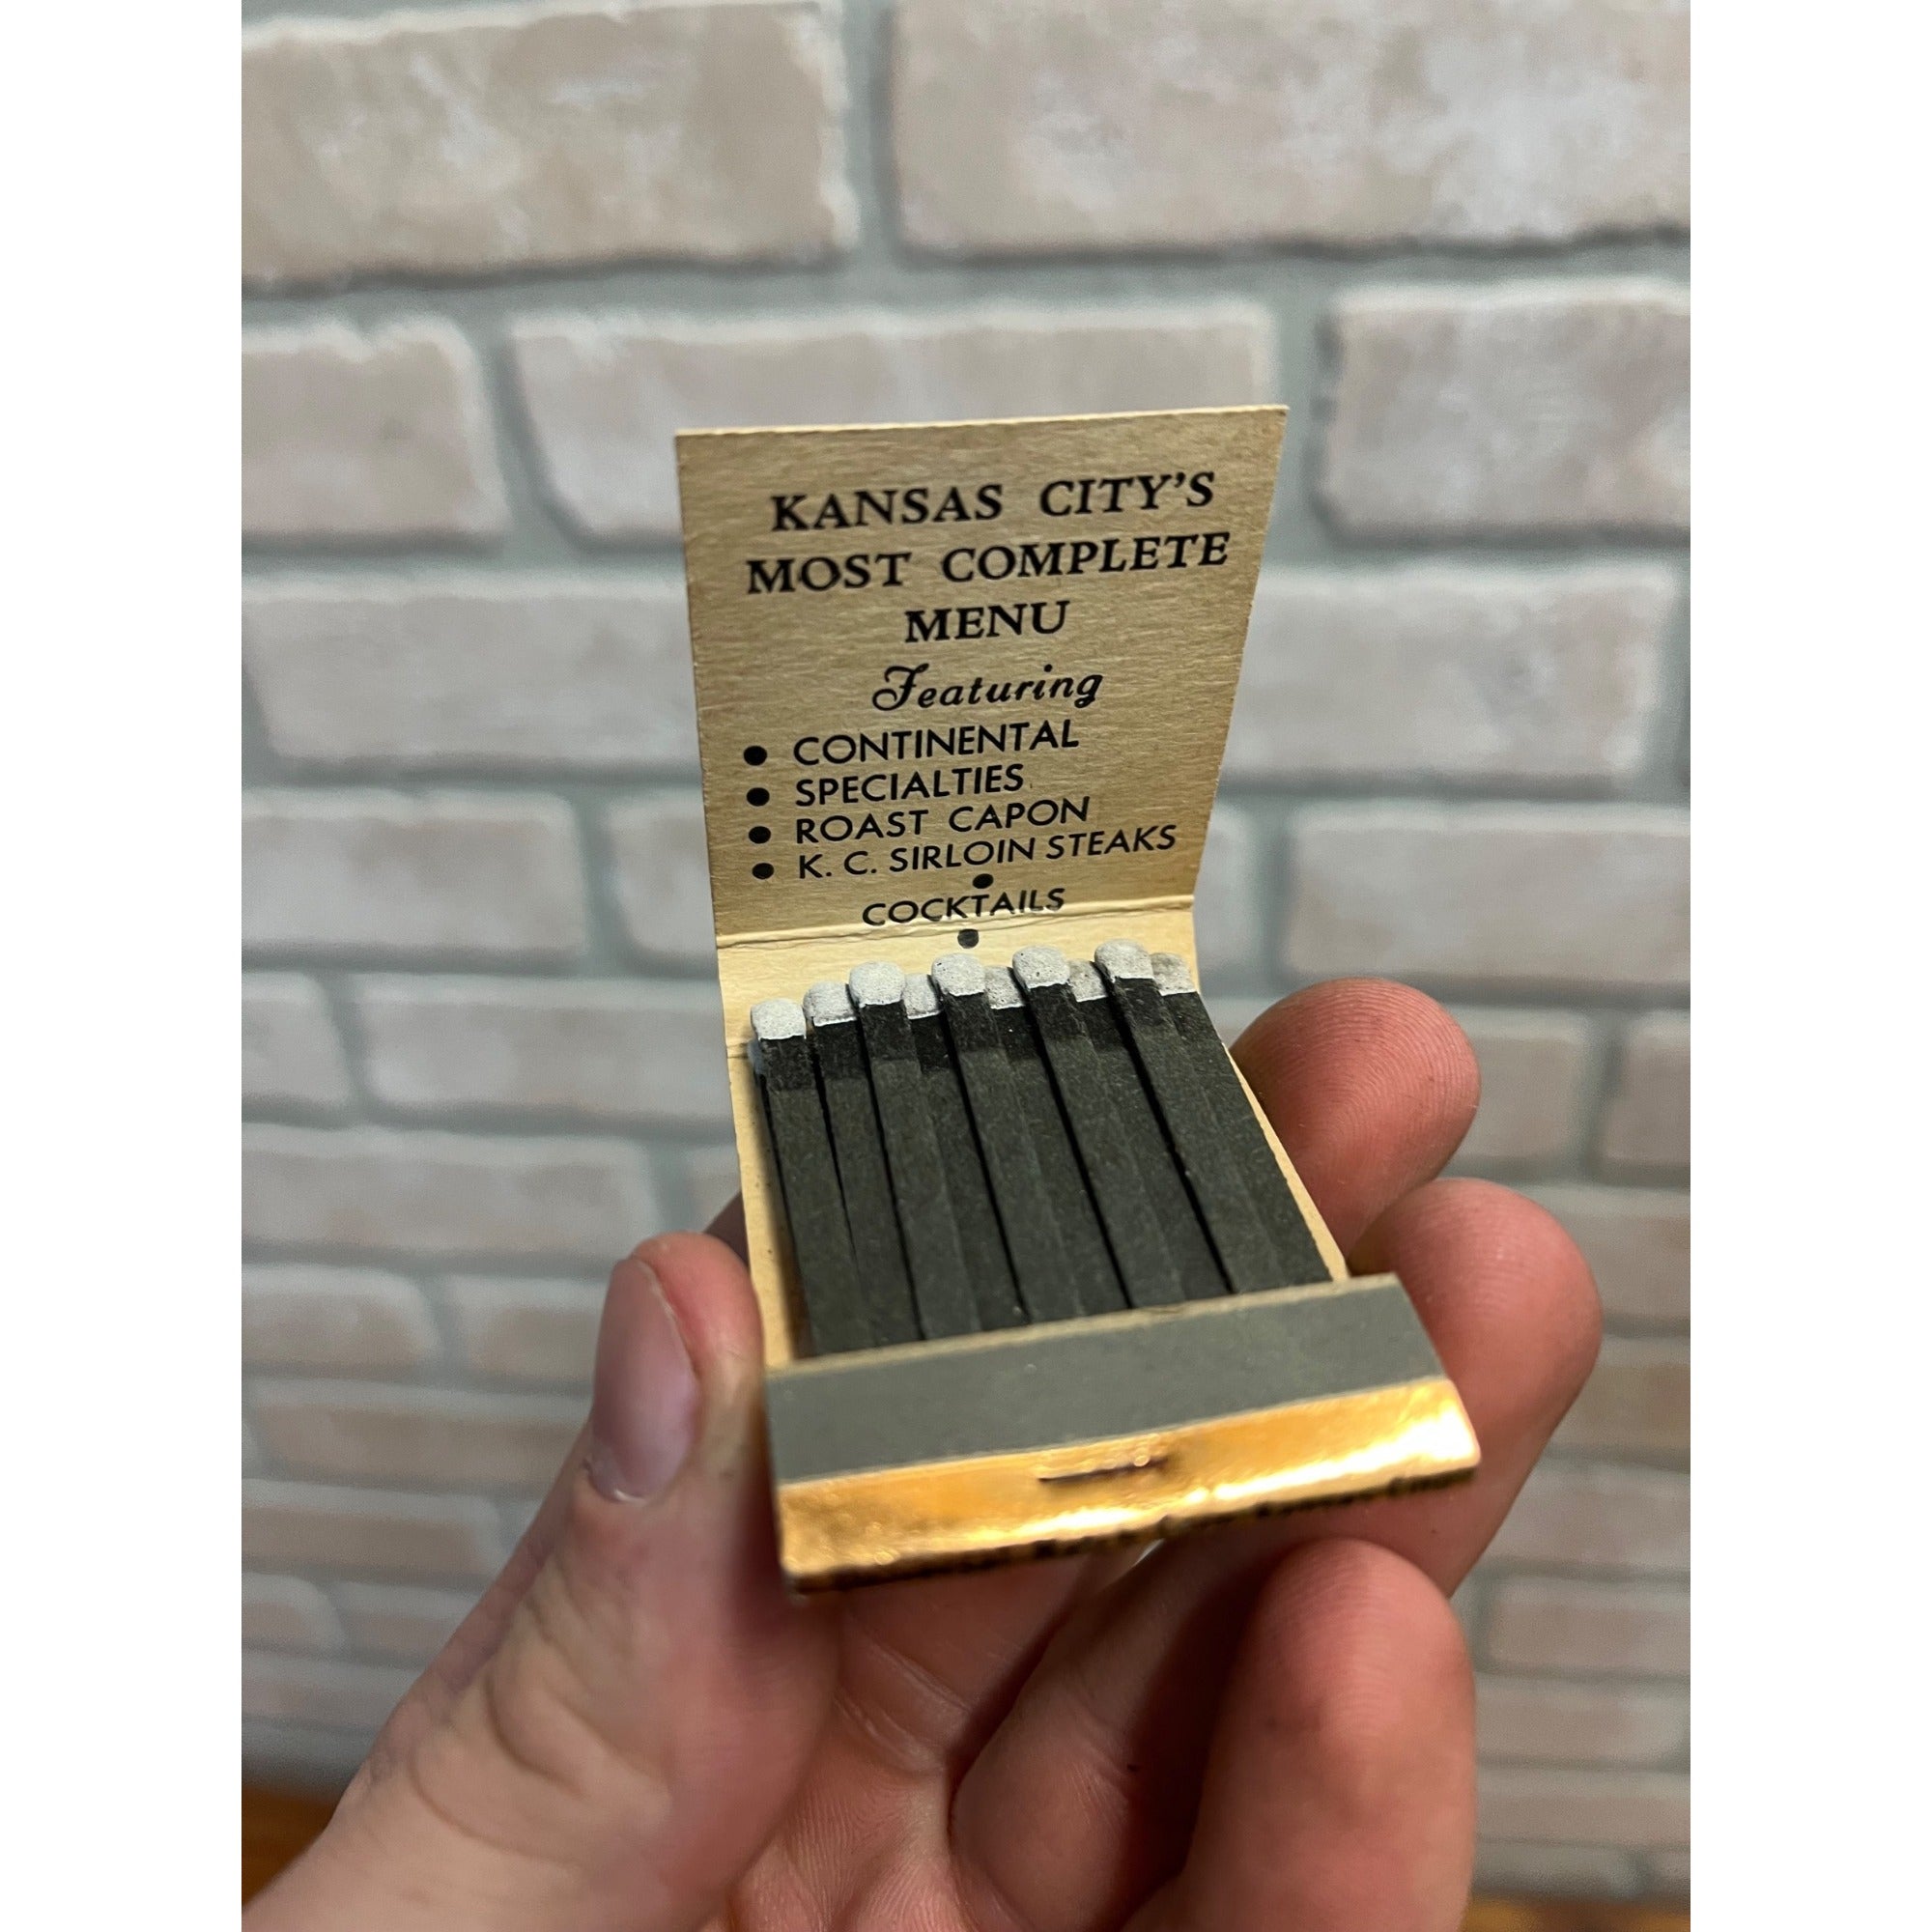 KANSAS CITY'S
MOST COMPLETE
MENU
Featuring
• CONTINENTAL
• SPECIALTIES
• ROAST CAPON
• K. C. SIRLOIN STEAKS
•
COCKTAILS
•